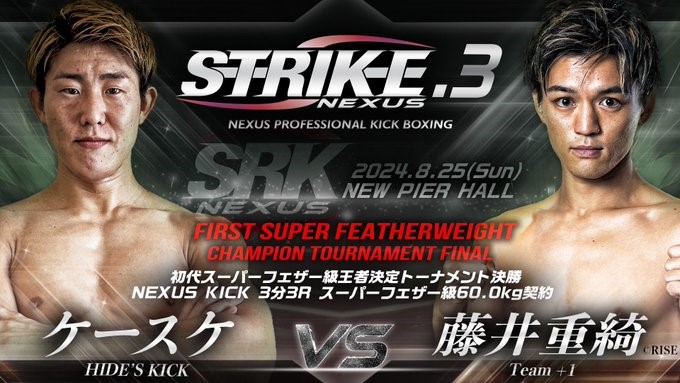 STRIKE.3
NEXUS
NEXUS PROFESSIONAL KICK BOXING
SRK
NEXUS
2024.8.25(Sun)
NEW PIER HALL
FIRST SUPER FEATHERWEIGHT
CHAMPION TOURNAMENT FINAL
初代スーパーフェザー級王者決定トーナメント決勝
NEXUS KICK 3分3R スーパーフェザー級60.0kg契約
ケースケ
HIDE'S KICK
VS
藤井重綺
Team +1
©RISE